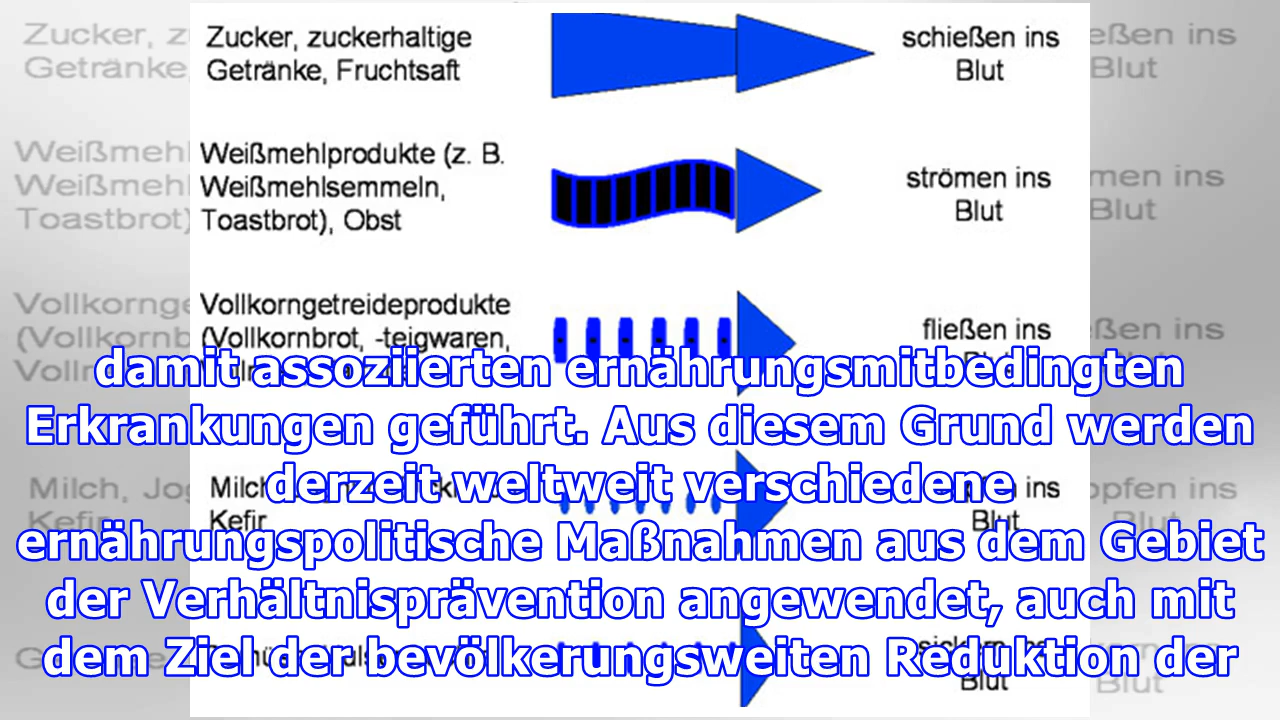 Zucker, zuckerhaltige
Getränke, Fruchtsaft
schießen ins
Blut
Weißmehlprodukte (z. B.
Weißmehlsemmeln,
Toastbrot), Obst
strömen ins
Blut
Vollkorngetreideprodukte
(Vollkornbrot, -teigwaren,
fließen ins
Milch
Kefir
ins
Blut
Blut
damit assoziierten ernährungsmitbedingten
Erkrankungen geführt. Aus diesem Grund werden
derzeit weltweit verschiedene
ernährungspolitische Maßnahmen aus dem Gebiet
der Verhältnisprävention angewendet, auch mit
dem Ziel der bevölkerungsweiten Reduktion der